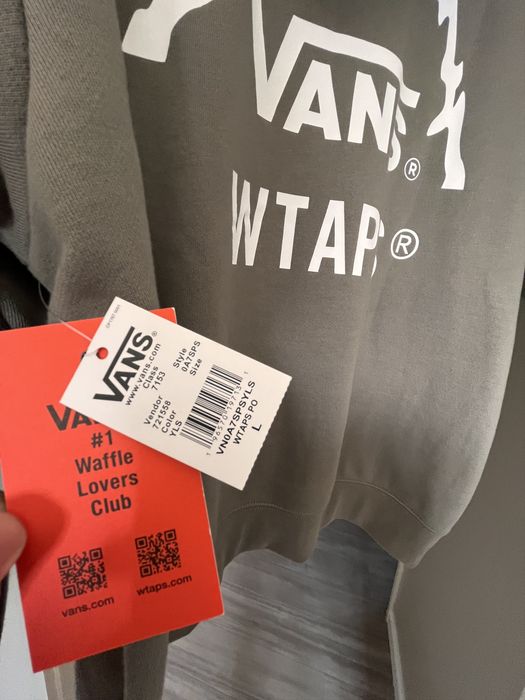 VANS®
WTAPS®
VANS®
www.vans.com
Class 7153
Style
0A7SPS
Size
Vendor
721558
Color
YLS
VN0A7SPSYLS
WTAPS PO
L
VA
#1
Waffle
Lovers
Club
vans.com
wtaps.com